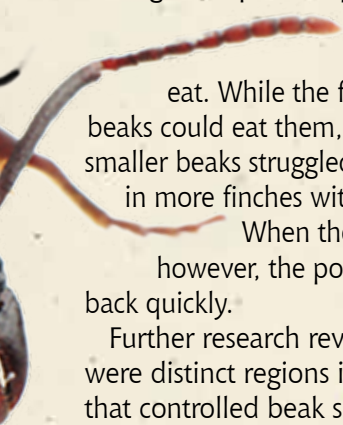 eat. While the f
beaks could eat them,
smaller beaks struggled
in more finches wit
When the
however, the po
back quickly.
Further research rev
were distinct regions i
that controlled beak s